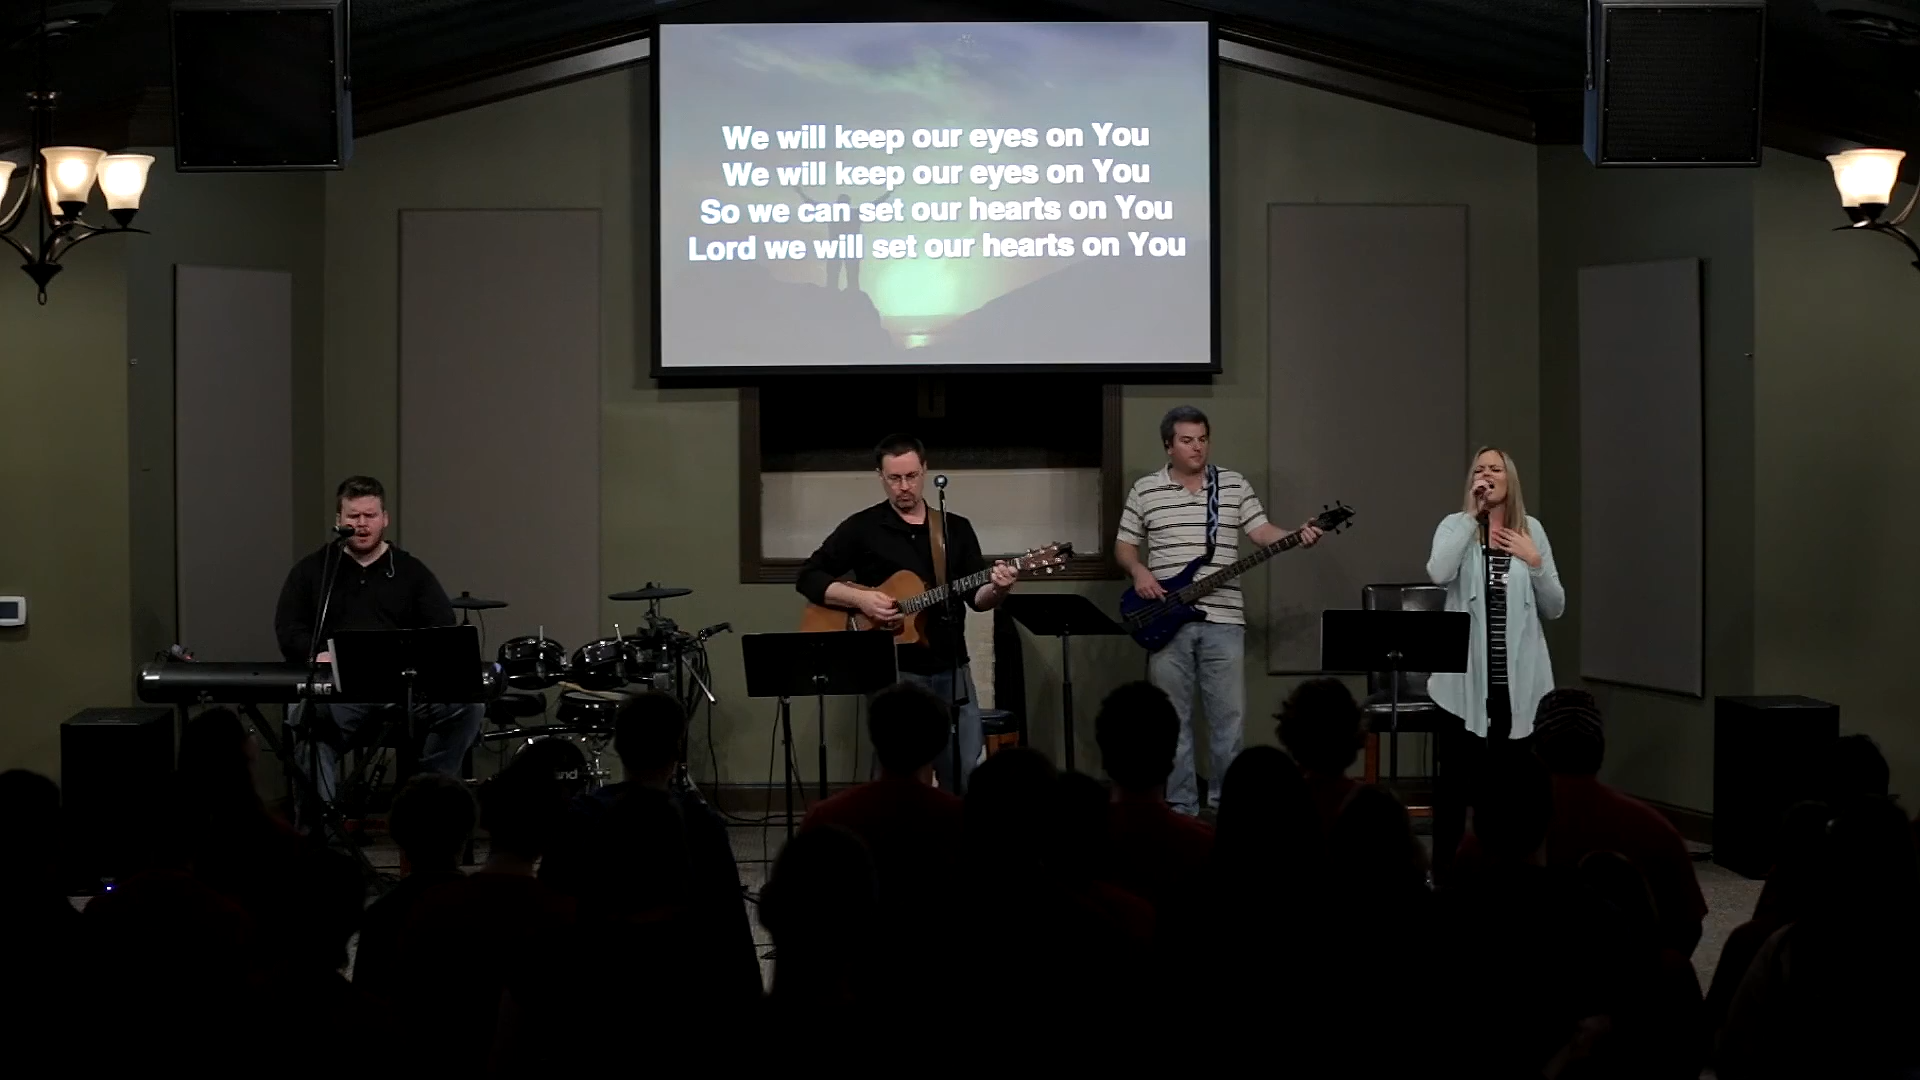 We will keep our eyes on You
We will keep our eyes on You
So we can set our hearts on You
Lord we will set our hearts on You
KORG